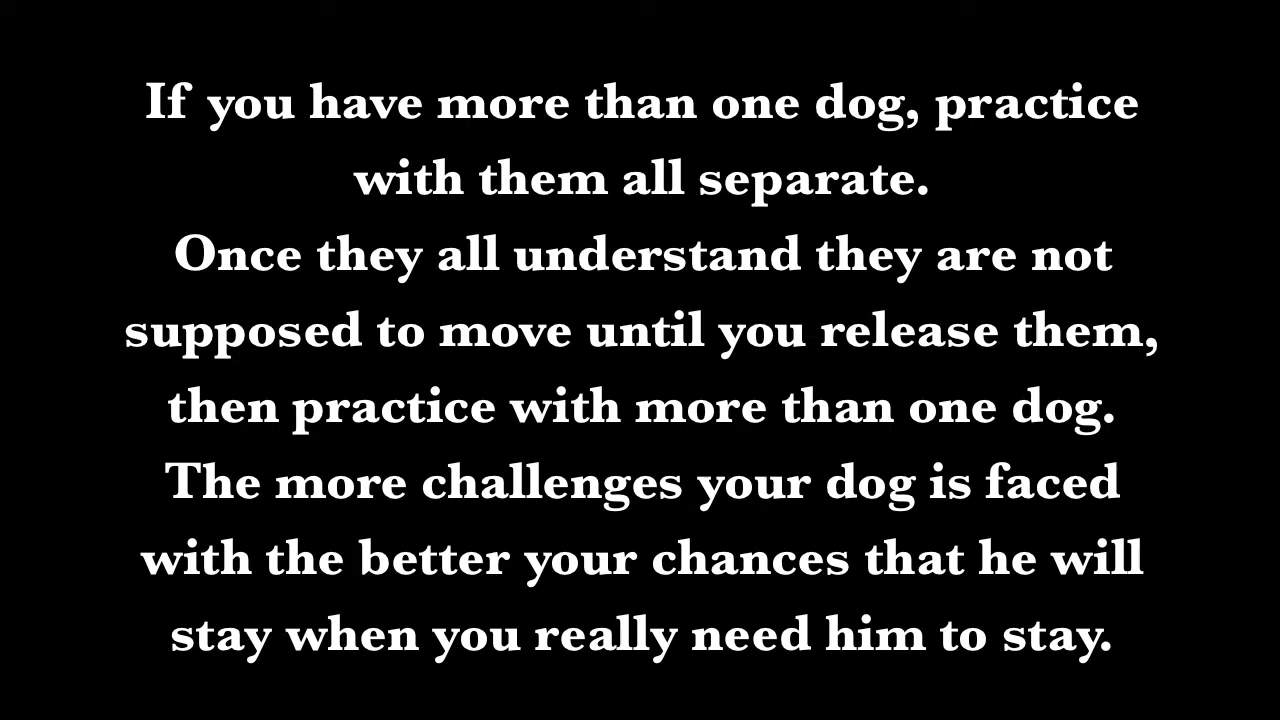 If you have more than one dog, practice
with them all separate.
Once they all understand they are not
supposed to move until you release them,
then practice with more than one dog.
The more challenges your dog is faced
with the better your chances that he will
stay when you really need him to stay.